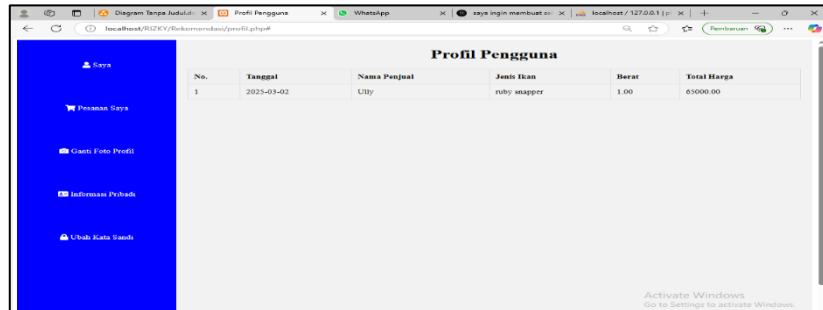 Diagram Tanpa Judul.d
Profil Pengguna
WhatsApp
saya ingin membuat
localhost / 127.0.0.1 | p
localhost/RIZKY/Rekomendasi/profil.php#
Pembaruan
Saya
Pesanan Saya
Ganti Foto Profil
Informasi Pribadi
Ubah Kata Sandi
Profil Pengguna
No. Tanggal Nama Penjual Jenis Ikan Berat Total Harga
1 2025-03-02 Ully ruby snapper 1.00 65000.00
Activate Windows
Go to Settings to activate Windows.